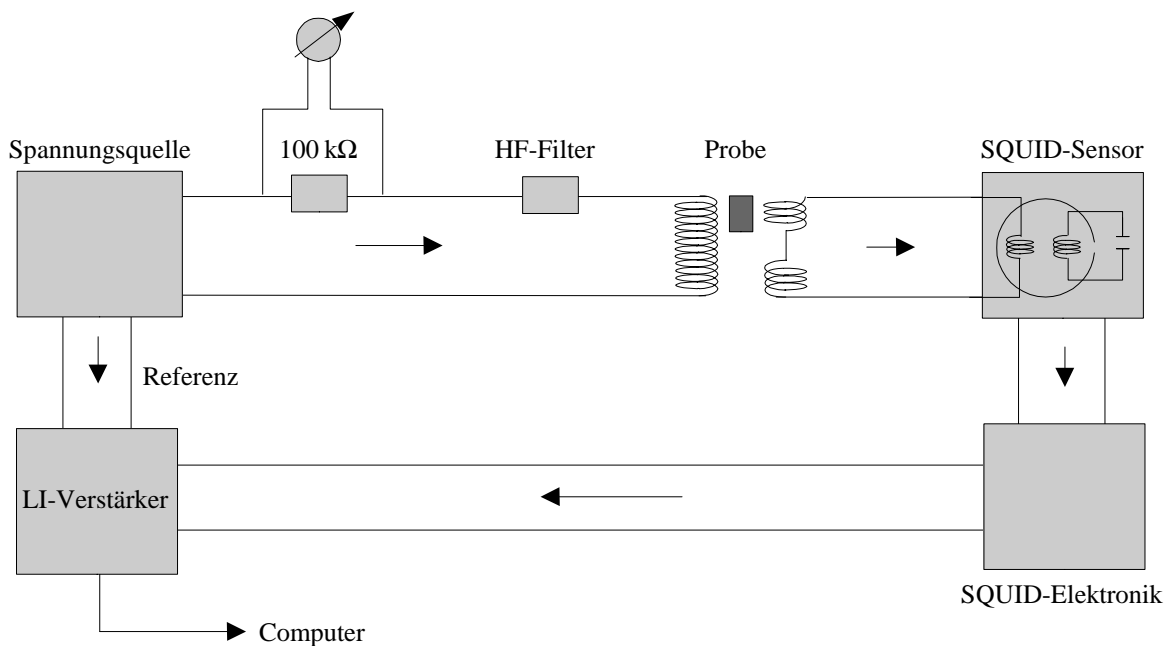 Spannungsquelle
100 kΩ
HF-Filter
Probe
SQUID-Sensor
Referenz
LI-Verstärker
SQUID-Elektronik
Computer